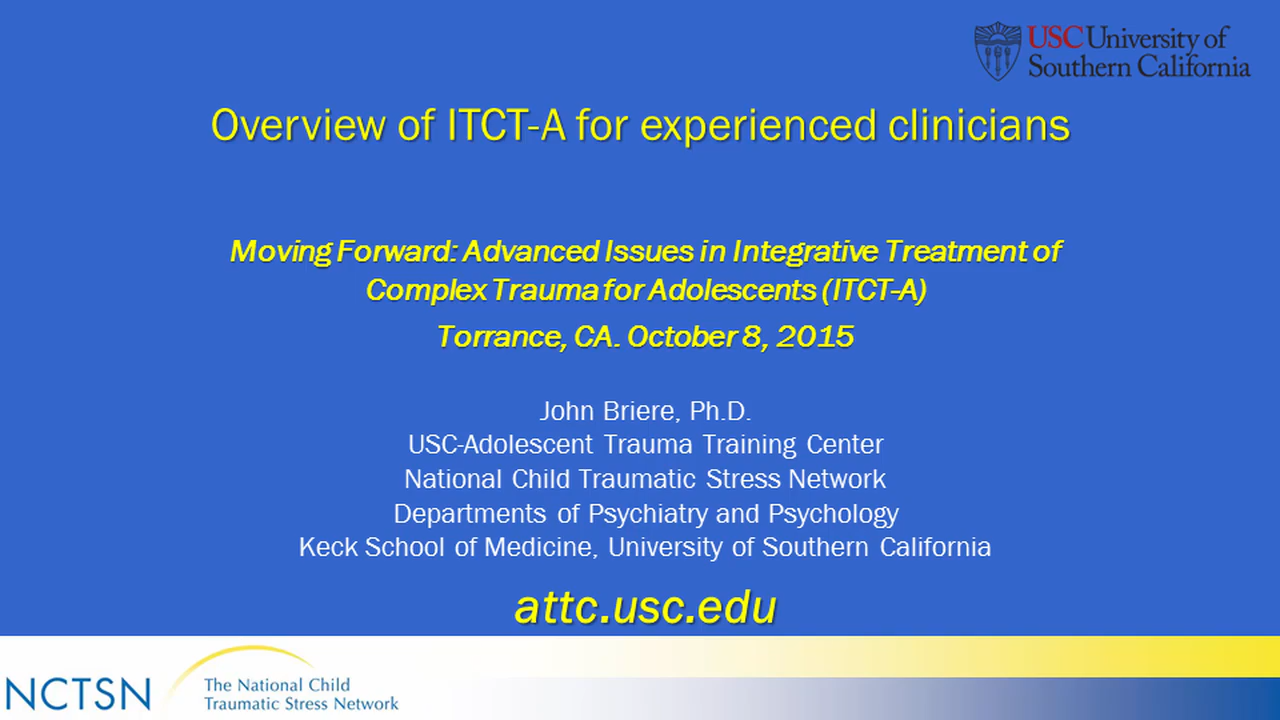 USC University of
Southern California
Overview of ITCT-A for experienced clinicians
Moving Forward: Advanced Issues in Integrative Treatment of
Complex Trauma for Adolescents (ITCT-A)
Torrance, CA. October 8, 2015
John Briere, Ph.D.
USC-Adolescent Trauma Training Center
National Child Traumatic Stress Network
Departments of Psychiatry and Psychology
Keck School of Medicine, University of Southern California
attc.usc.edu
NCTSN
The National Child
Traumatic Stress Network